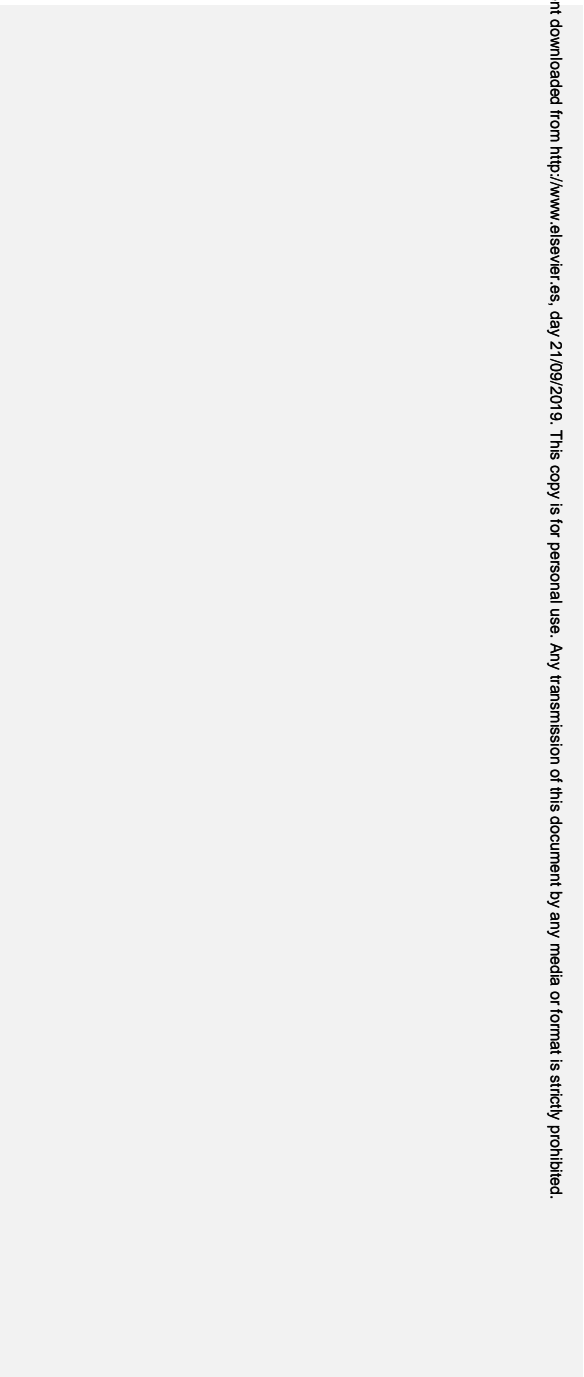 nt downloaded from http://www.elsevier.es, day 21/09/2019. This copy is for personal use. Any transmission of this document by any media or format is strictly prohibited.